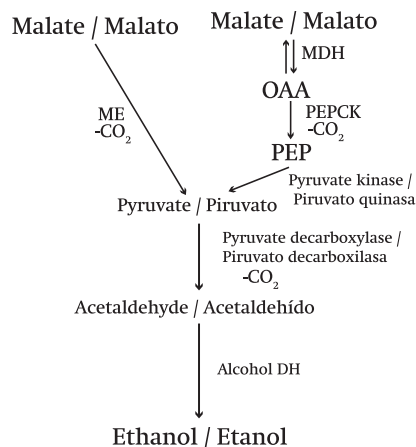 Malate / Malato
Malate / Malato
MDH
OAA
ME
-CO₂
PEPCK
-CO₂
PEP
Pyruvate kinase /
Piruvato quinasa
Pyruvate / Piruvato
Pyruvate decarboxylase /
Piruvato decarboxilasa
-CO₂
Acetaldehyde / Acetaldehído
Alcohol DH
Ethanol / Etanol